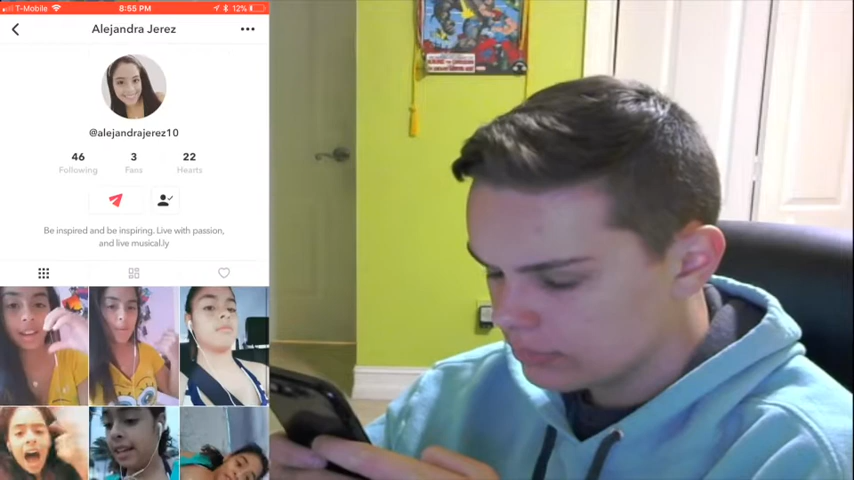 T-Mobile 8:55 PM 12%
Alejandra Jerez
@alejandrajerez10
46 3 22
Following Fans Hearts
Be inspired and be inspiring. Live with passion,
and live musical.ly